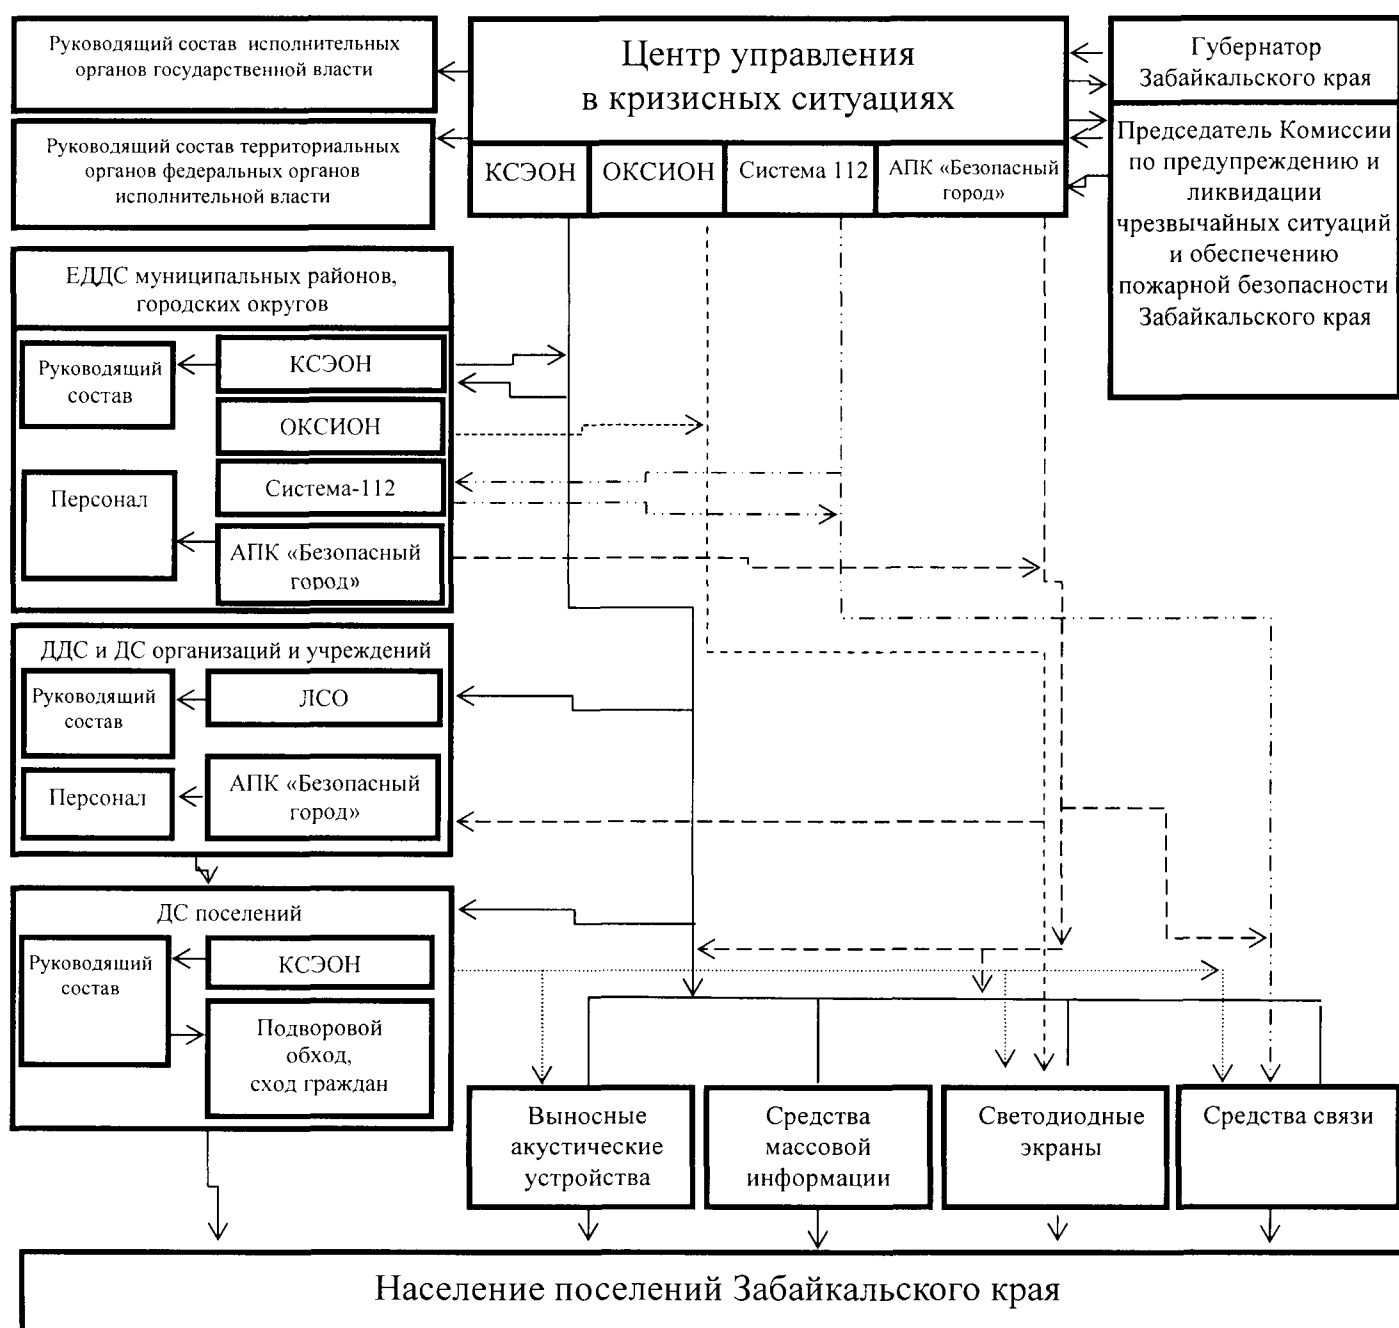 Руководящий состав исполнительных
органов государственной власти
Центр управления
в кризисных ситуациях
Губернатор
Забайкальского края
Руководящий состав территориальных
органов федеральных органов
исполнительной власти
КСЭОН
ОКСИОН
Система 112
АПК «Безопасный
город»
Председатель Комиссии
по предупреждению и
ликвидации
чрезвычайных ситуаций
и обеспечению
пожарной безопасности
Забайкальского края
ЕДДС муниципальных районов,
городских округов
Руководящий
состав
КСЭОН
ОКСИОН
Персонал
Система-112
АПК «Безопасный
город»
ДДС и ДС организаций и учреждений
Руководящий
состав
ЛСО
Персонал
АПК «Безопасный
город»
ДС поселений
Руководящий
состав
КСЭОН
Подворовой
обход,
сход граждан
Выносные
акустические
устройства
Средства
массовой
информации
Светодиодные
экраны
Средства связи
Население поселений Забайкальского края